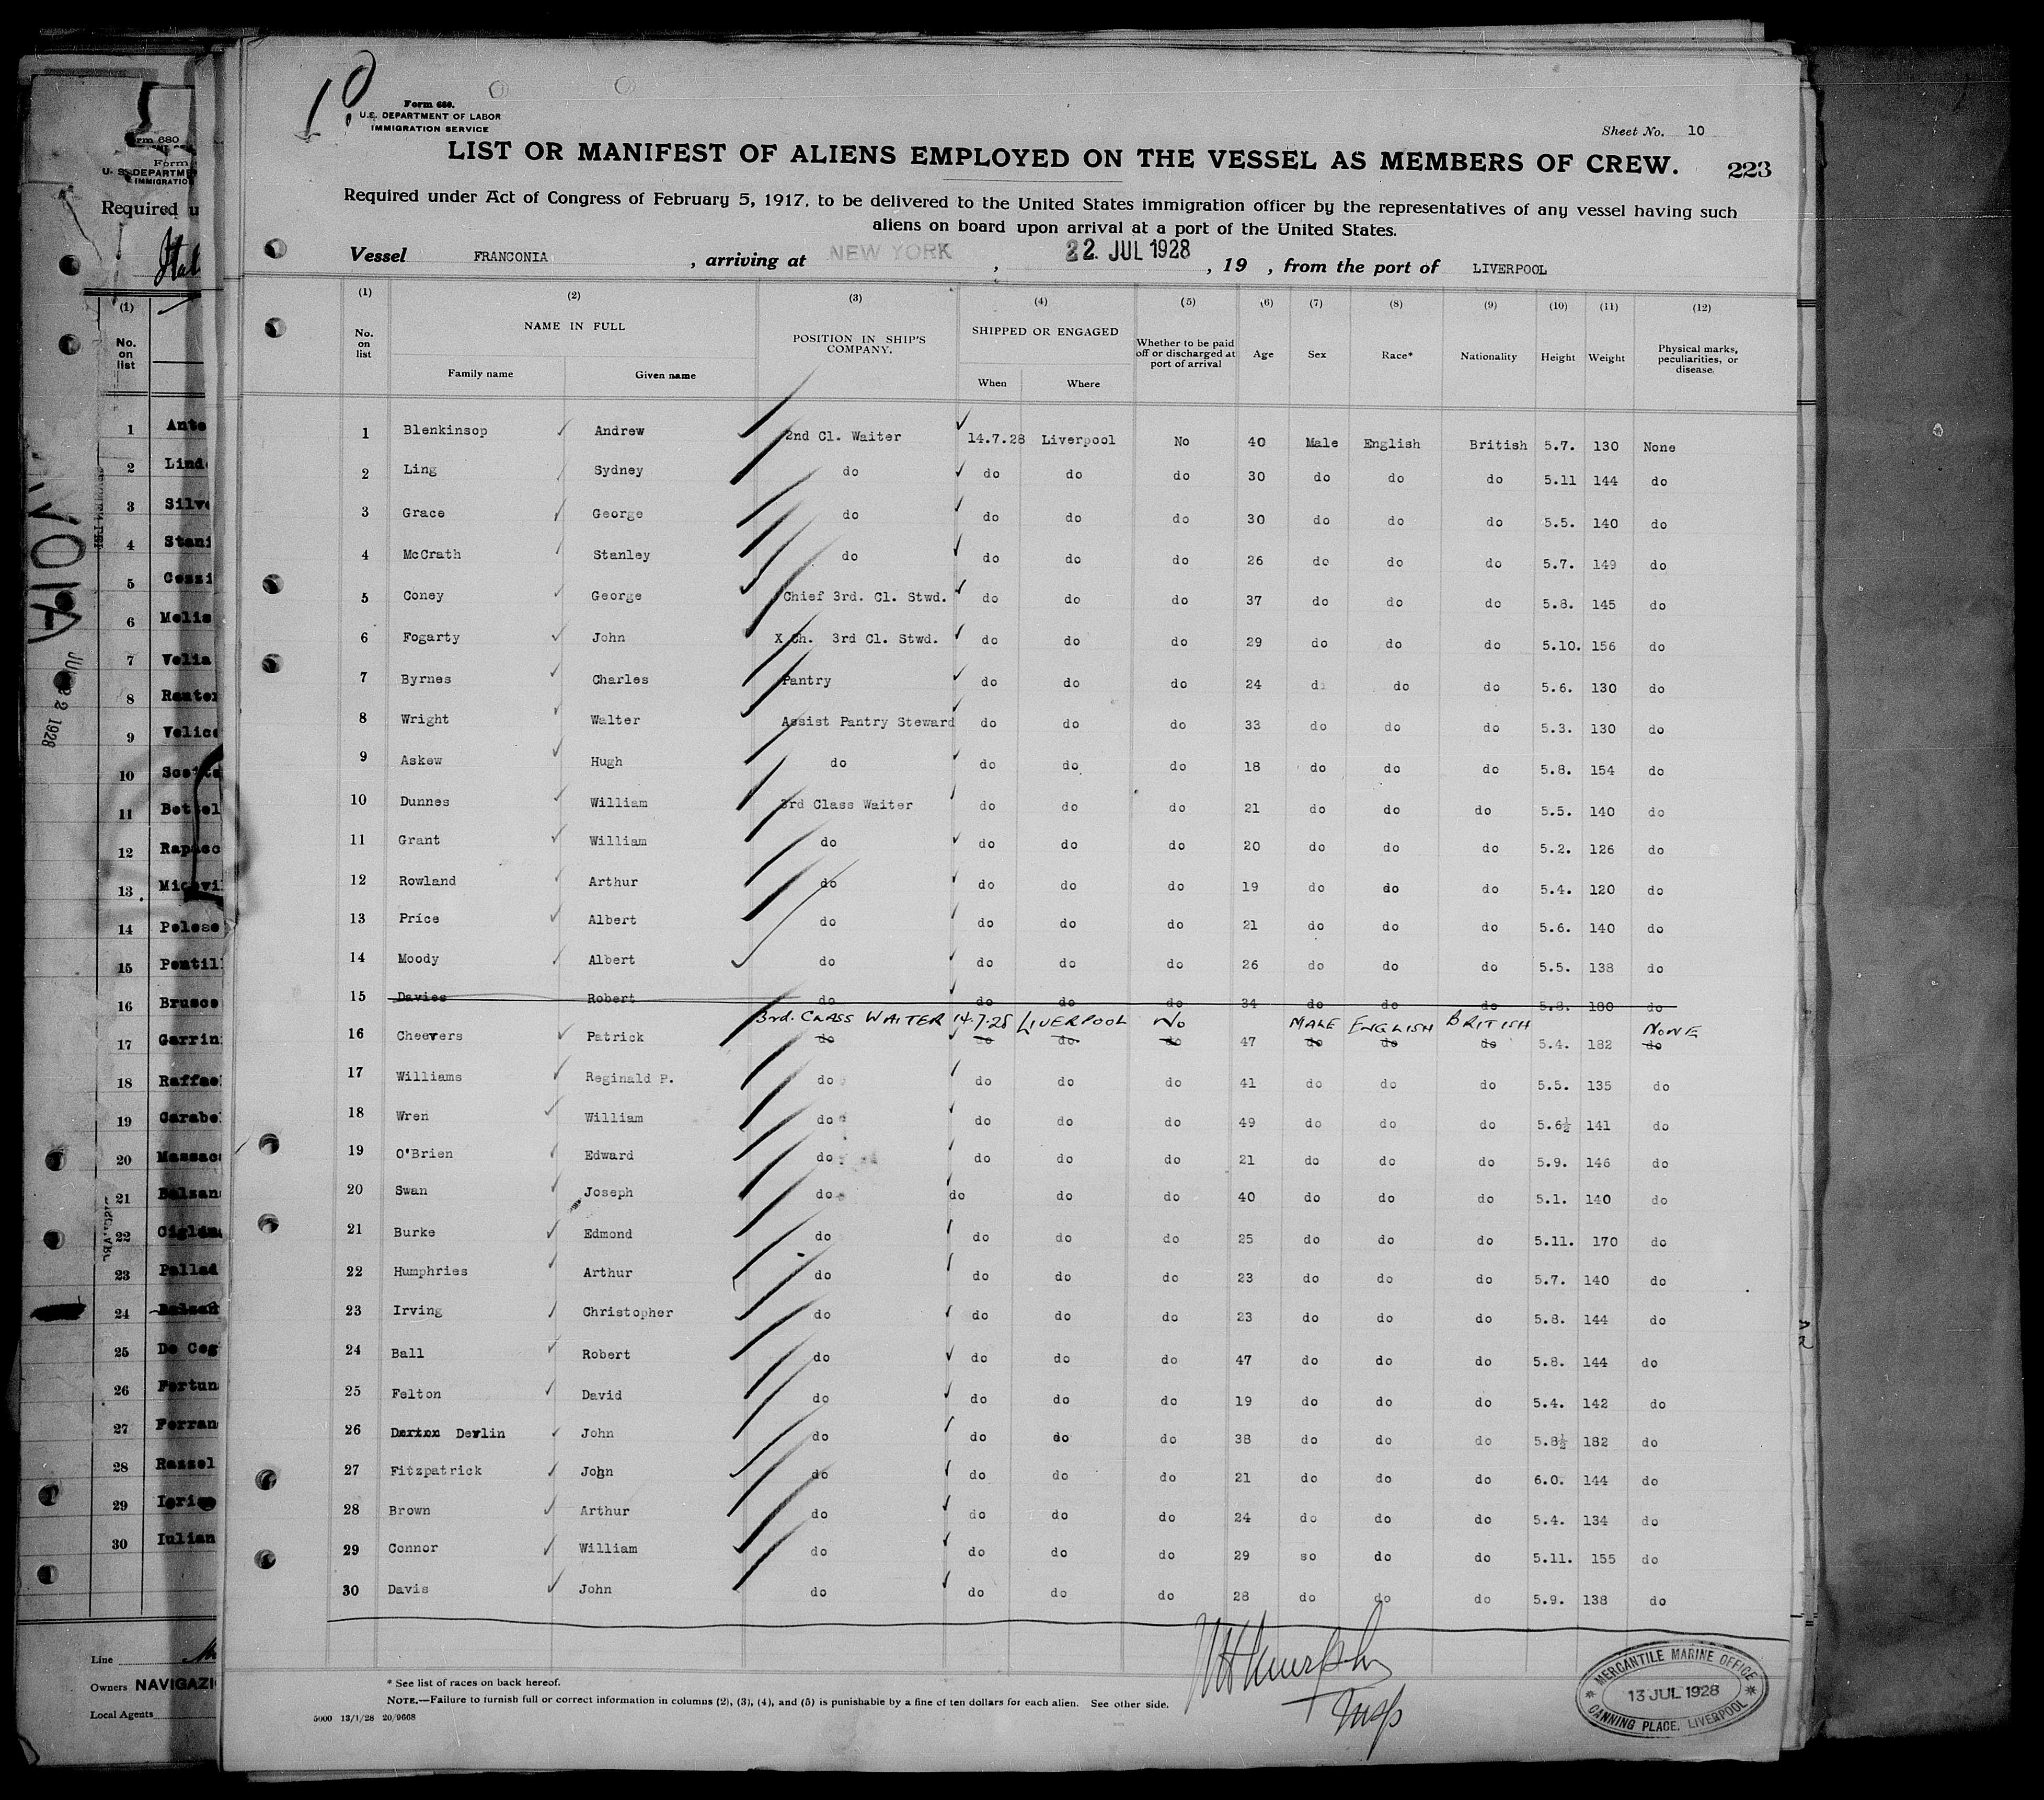 Form 680.
U.S. DEPARTMENT OF LABOR
IMMIGRATION SERVICE
Sheet No. 10
LIST OR MANIFEST OF ALIENS EMPLOYED ON THE VESSEL AS MEMBERS OF CREW. 223
Required under Act of Congress of February 5, 1917, to be delivered to the United States immigration officer by the representatives of any vessel having such
aliens on board upon arrival at a port of the United States.
Vessel FRANCONIA , arriving at NEW YORK , 22. JUL 1928 , 19 , from the port of LIVERPOOL
(1) (2) (3) (4) (5) (6) (7) (8) (9) (10) (11) (12)
No. on list NAME IN FULL Family name Given name POSITION IN SHIP'S COMPANY. SHIPPED OR ENGAGED When Where Whether to be paid off or discharged at port of arrival Age Sex Race* Nationality Height Weight Physical marks, peculiarities, or disease.
1 Blenkinsop Andrew 2nd Cl. Waiter 14.7.28 Liverpool No 40 Male English British 5.7. 130 None
2 Ling Sydney do do do do 30 do do do 5.11 144 do
3 Grace George do do do do 30 do do do 5.5. 140 do
4 McCrath Stanley do do do do 26 do do do 5.7. 149 do
5 Coney George Chief 3rd. Cl. Stwd. do do do 37 do do do 5.8. 145 do
6 Fogarty John X Ch. 3rd Cl. Stwd. do do do 29 do do do 5.10. 156 do
7 Byrnes Charles Pantry do do do 24 di do do 5.6. 130 do
8 Wright Walter Assist Pantry Steward do do do 33 do do do 5.3. 130 do
9 Askew Hugh do do do do 18 do do do 5.8. 154 do
10 Dunnes William 3rd Class Waiter do do do 21 do do do 5.5. 140 do
11 Grant William do do do do 20 do do do 5.2. 126 do
12 Rowland Arthur do do do do 19 do do do 5.4. 120 do
13 Price Albert do do do do 21 do do do 5.6. 140 do
14 Moody Albert do do do do 26 do do do 5.5. 138 do
15 Davies Robert do do do do 34 do do do 5.8. 180 do
3rd. CLASS WAITER 14.7.28 LIVERPOOL No MALE ENGLISH BRITISH NONE
16 Cheevers Patrick do do do do 47 do do do 5.4. 182 do
17 Williams Reginald P. do do do do 41 do do do 5.5. 135 do
18 Wren William do do do do 49 do do do 5.6½ 141 do
19 O'Brien Edward do do do do 21 do do do 5.9. 146 do
20 Swan Joseph do do do do 40 do do do 5.1. 140 do
21 Burke Edmond do do do do 25 do do do 5.11. 170 do
22 Humphries Arthur do do do do 23 do do do 5.7. 140 do
23 Irving Christopher do do do do 23 do do do 5.8. 144 do
24 Ball Robert do do do do 47 do do do 5.8. 144 do
25 Felton David do do do do 19 do do do 5.4. 142 do
26 Devlin John do do do do 38 do do do 5.8½ 182 do
27 Fitzpatrick John do do do do 21 do do do 6.0. 144 do
28 Brown Arthur do do do do 24 do do do 5.4. 134 do
29 Connor William do do do do 29 so do do 5.11. 155 do
30 Davis John do do do do 28 do do do 5.9. 138 do
* See list of races on back hereof.
NOTE.—Failure to furnish full or correct information in columns (2), (3), (4), and (5) is punishable by a fine of ten dollars for each alien. See other side.
5000 13/1/28 20/9668
MERCANTILE MARINE OFFICE
13 JUL 1928
CANNING PLACE, LIVERPOOL
Line
Owners NAVIGAZI
Local Agents